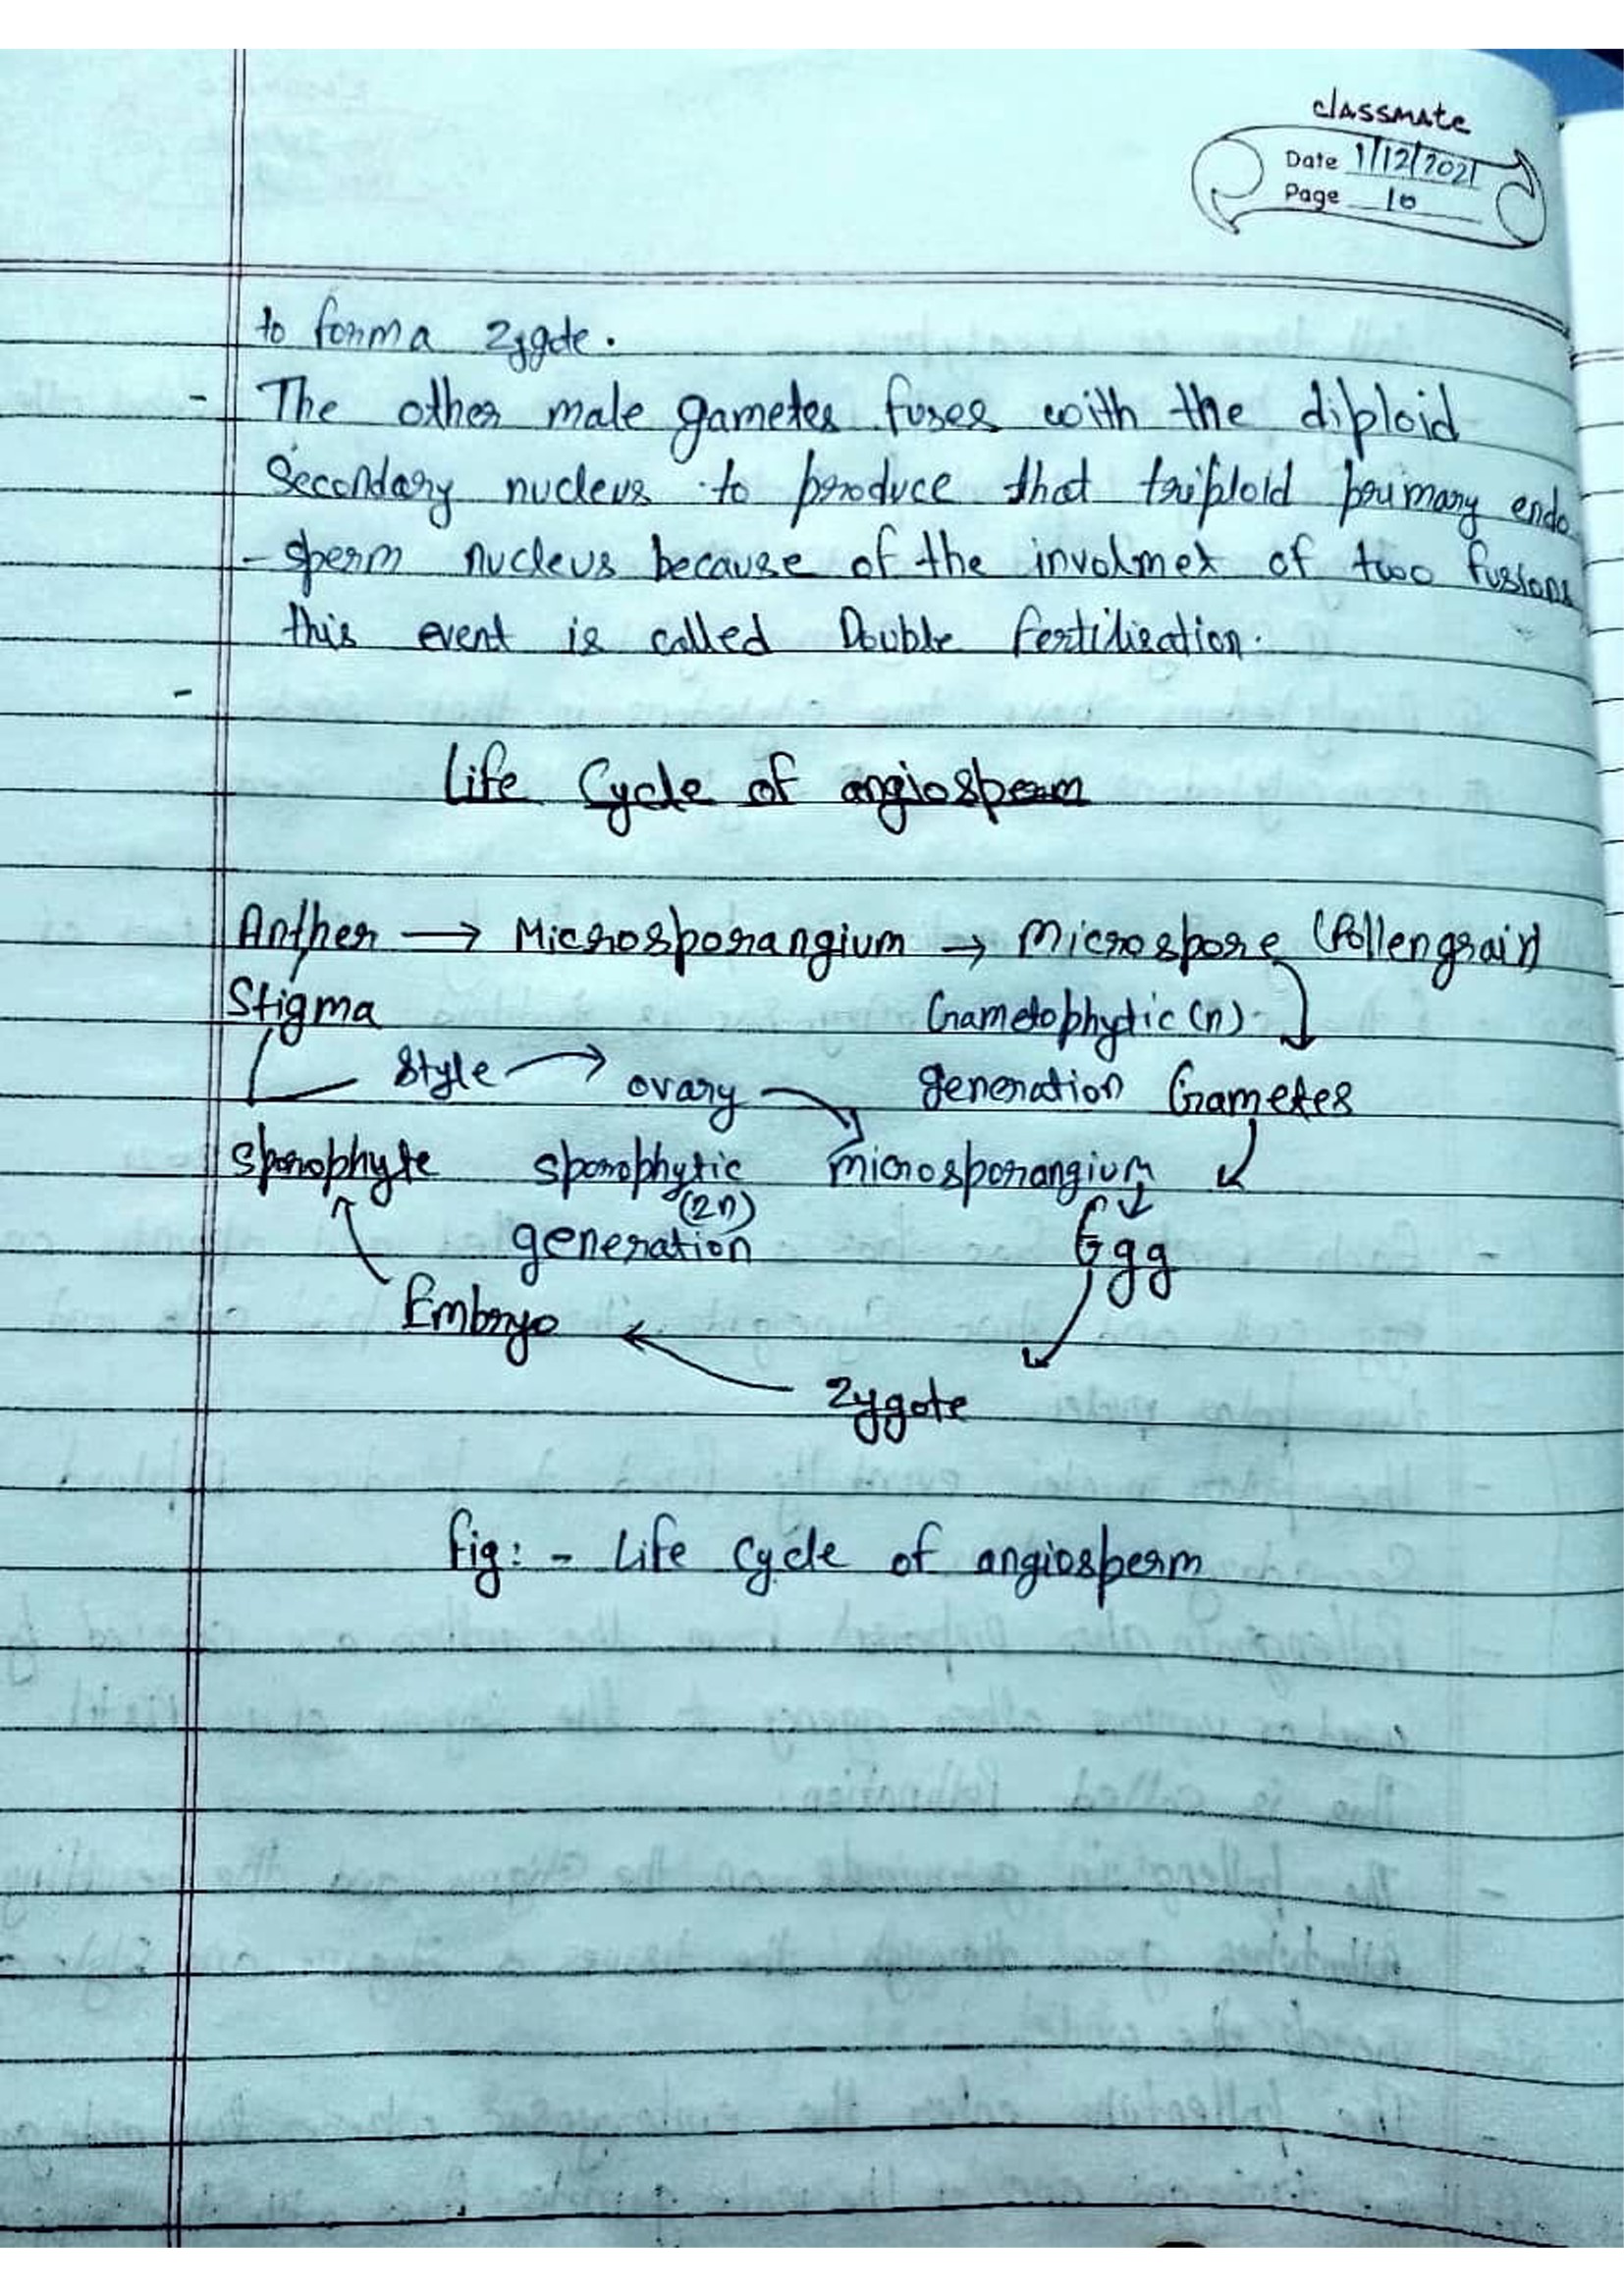 classmate
Date 1/12/2021
Page 10
to form a Zygote.
- The other male gametes fuses with the diploid
Secondary nucleus to produce that triploid primary endo
- sperm nucleus because of the involmet of two fusions
this event is called Double fertilisation.
-
Life Cycle of angiosperm
Anther → Microsporangium → Microspore (Pollengrain)
Stigma Gametophytic (n)
Style → ovary generation Gametes
Sporophyte sporophytic microsporangium
(2n)
generation Egg
Embryo
Zygote
fig: - Life Cycle of angiosperm